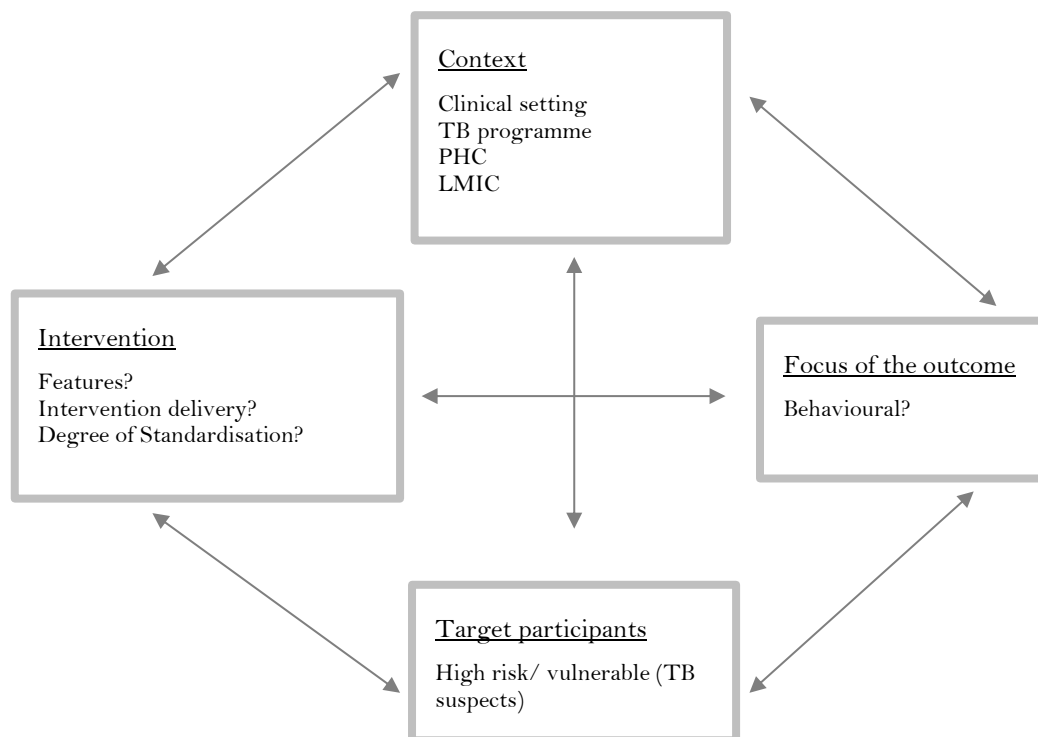 Context
Clinical setting
TB programme
PHC
LMIC
Intervention
Features?
Intervention delivery?
Degree of Standardisation?
Focus of the outcome
Behavioural?
Target participants
High risk/ vulnerable (TB
suspects)